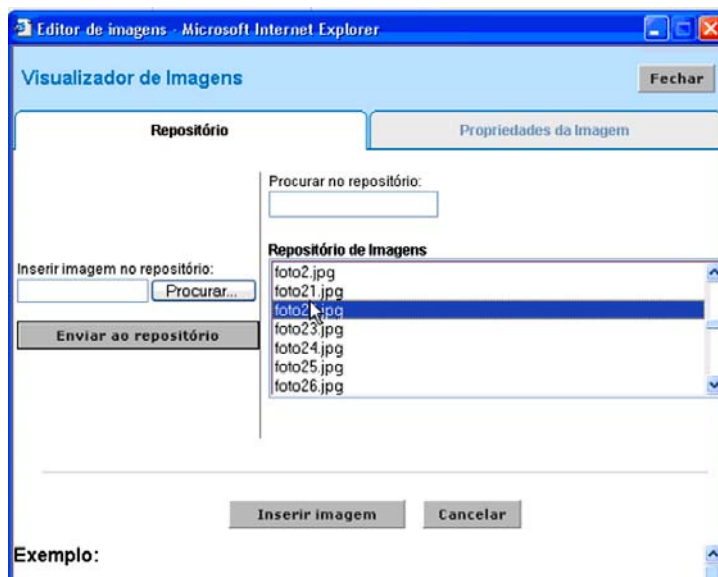 Editor de imagens - Microsoft Internet Explorer
Visualizador de Imagens
Fechar
Repositório
Propriedades da Imagem
Procurar no repositório:
Repositório de Imagens
Inserir imagem no repositório:
Procurar...
Enviar ao repositório
foto2.jpg
foto21.jpg
foto23.jpg
foto24.jpg
foto25.jpg
foto26.jpg
Inserir imagem
Cancelar
Exemplo: